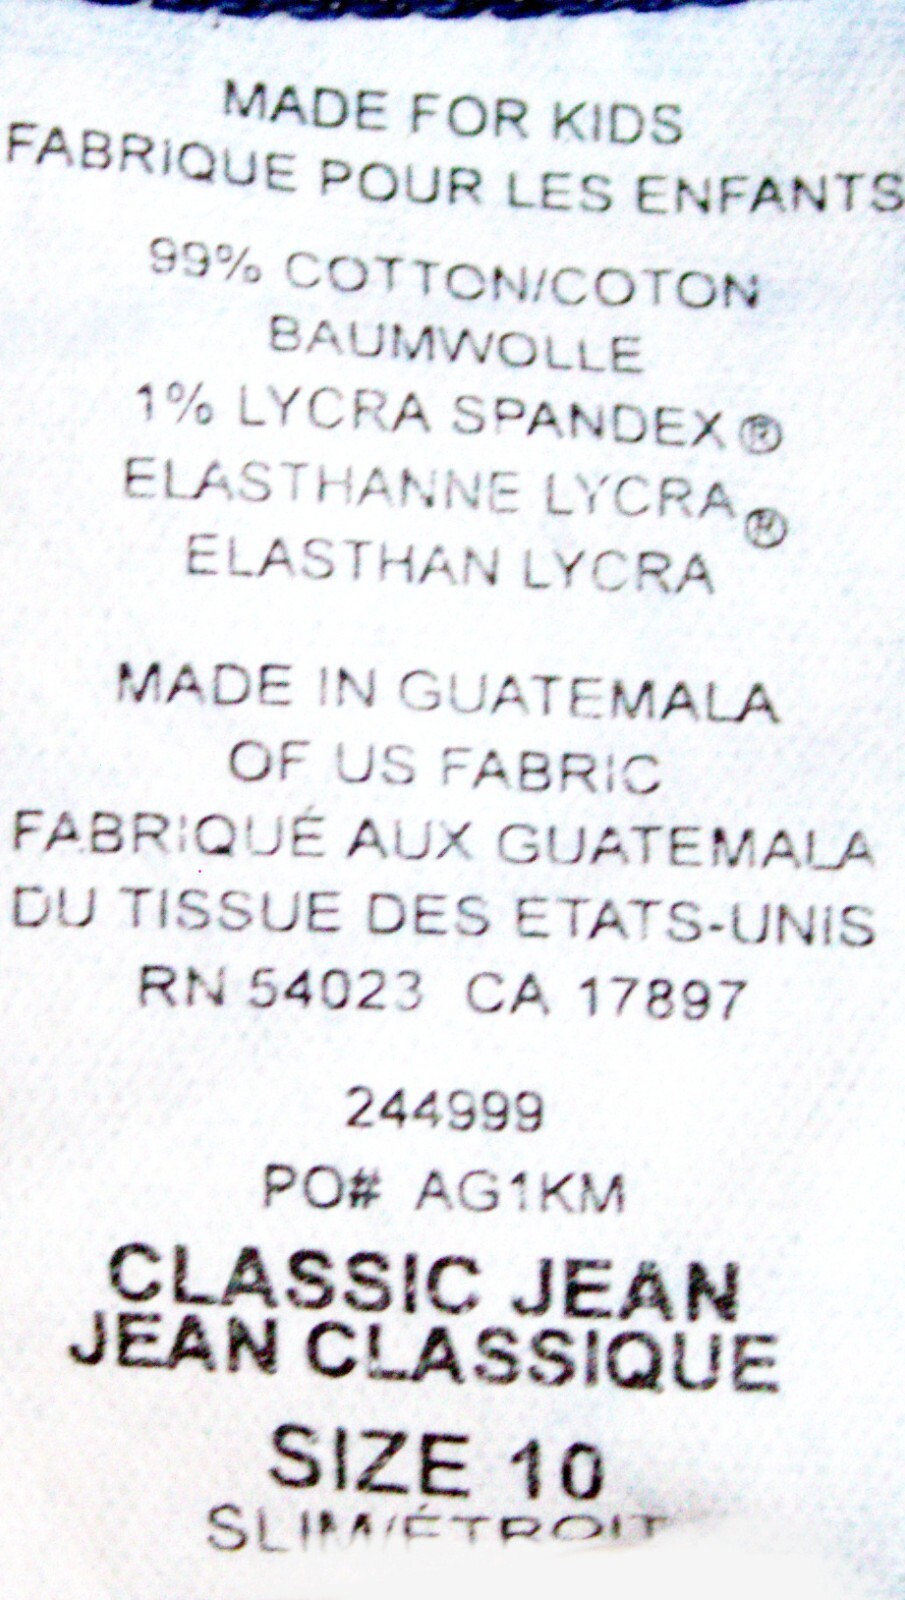 MADE FOR KIDS
FABRIQUE POUR LES ENFANTS
99% COTTON/COTON
BAUMWOLLE
1% LYCRA SPANDEX®
ELASTHANNE LYCRA®
ELASTHAN LYCRA
MADE IN GUATEMALA
OF US FABRIC
FABRIQUÉ AUX GUATEMALA
DU TISSUE DES ETATS-UNIS
RN 54023 CA 17897
244999
PO# AG1KM
CLASSIC JEAN
JEAN CLASSIQUE
SIZE 10
SLIM/ÉTROIT